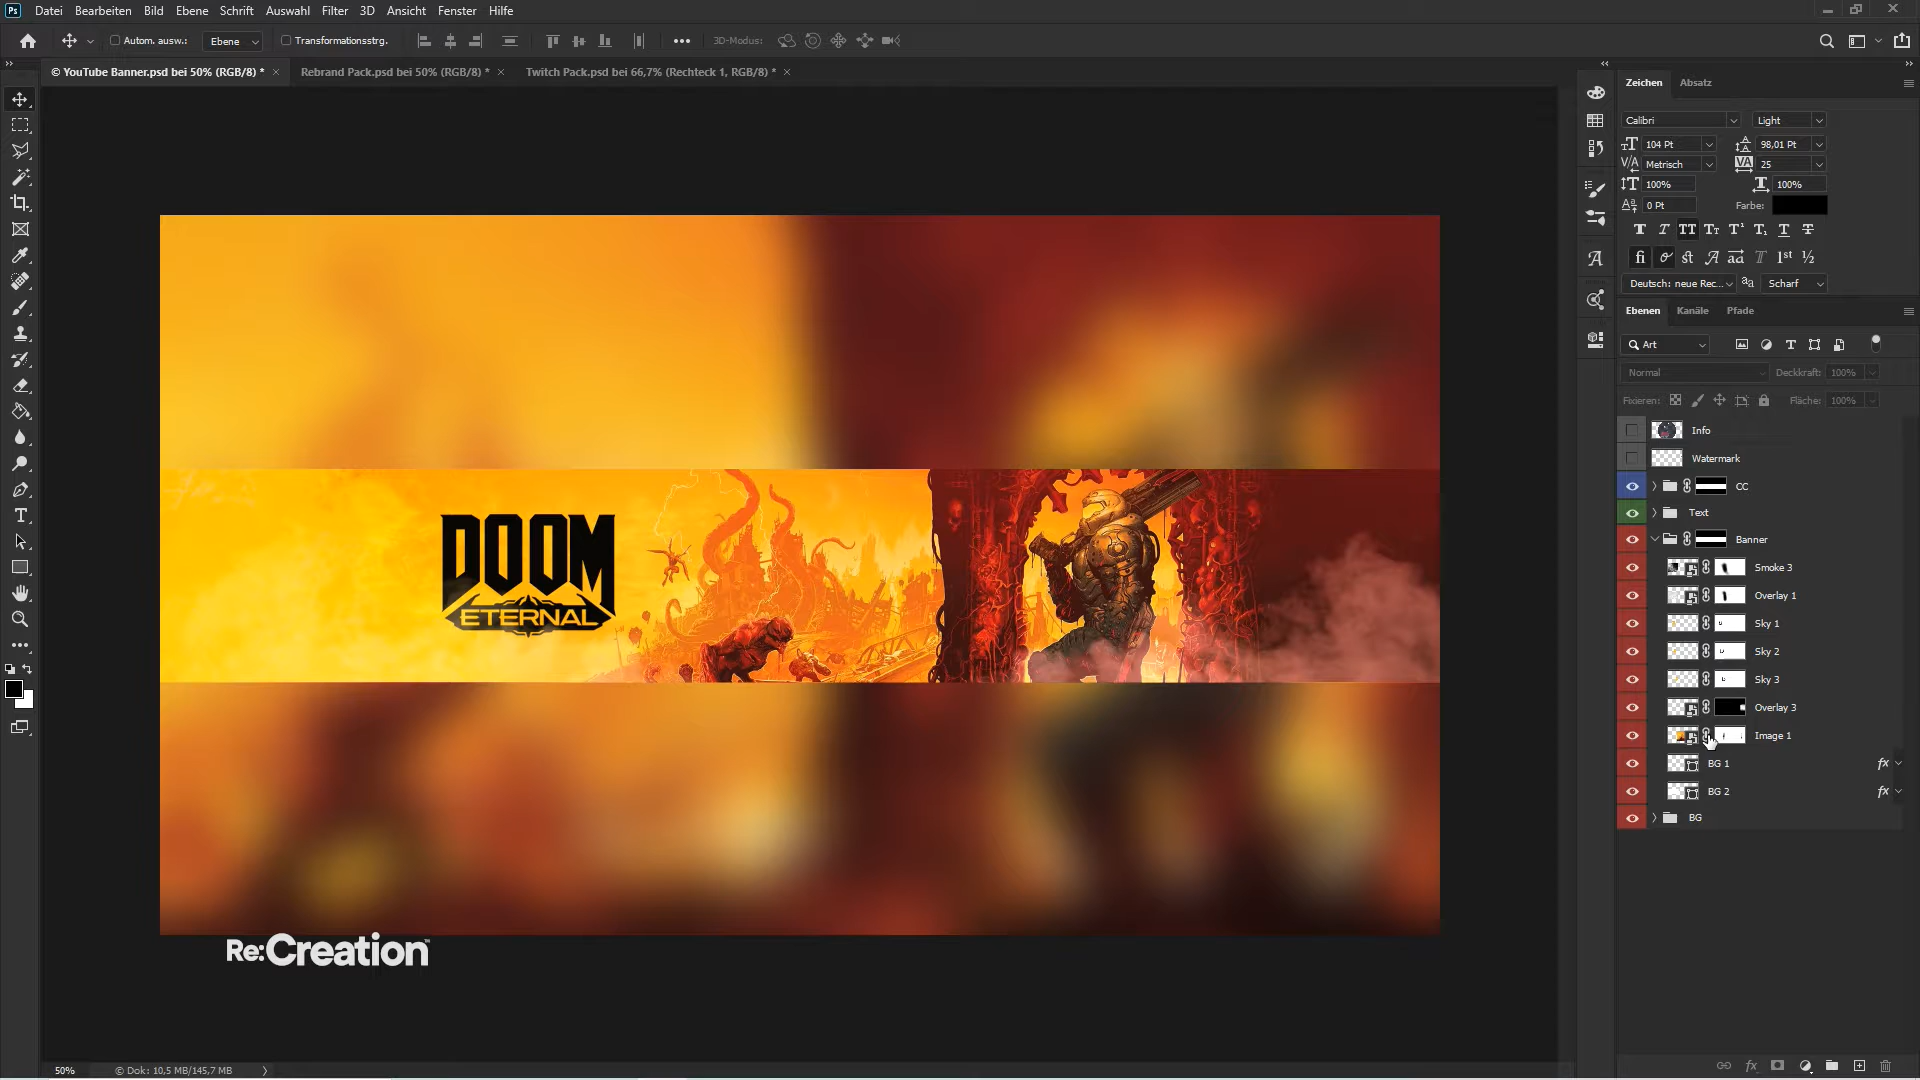 Ps Datei Bearbeiten Bild Ebene Schrift Auswahl Filter 3D Ansicht Fenster Hilfe
Autom. ausw.: Ebene Transformationsstrg. 3D-Modus:
© YouTube Banner.psd bei 50% (RGB/8) * × Rebrand Pack.psd bei 50% (RGB/8) * × Twitch Pack.psd bei 66,7% (Rechteck 1, RGB/8) * ×
Zeichen Absatz
Calibri Light
104 Pt 98,01 Pt
Metrisch 25
100% 100%
0 Pt Farbe:
Deutsch: neue Rec... Scharf
Ebenen Kanäle Pfade
Art
Normal Deckkraft: 100%
Fixieren: Fläche: 100%
Info
Watermark
CC
Text
Banner
Smoke 3
Overlay 1
Sky 1
Sky 2
Sky 3
Overlay 3
Image 1
BG 1 fx
BG 2 fx
BG
DOOM
ETERNAL
Re:Creation™
50% © Dok: 10,5 MB/145,7 MB